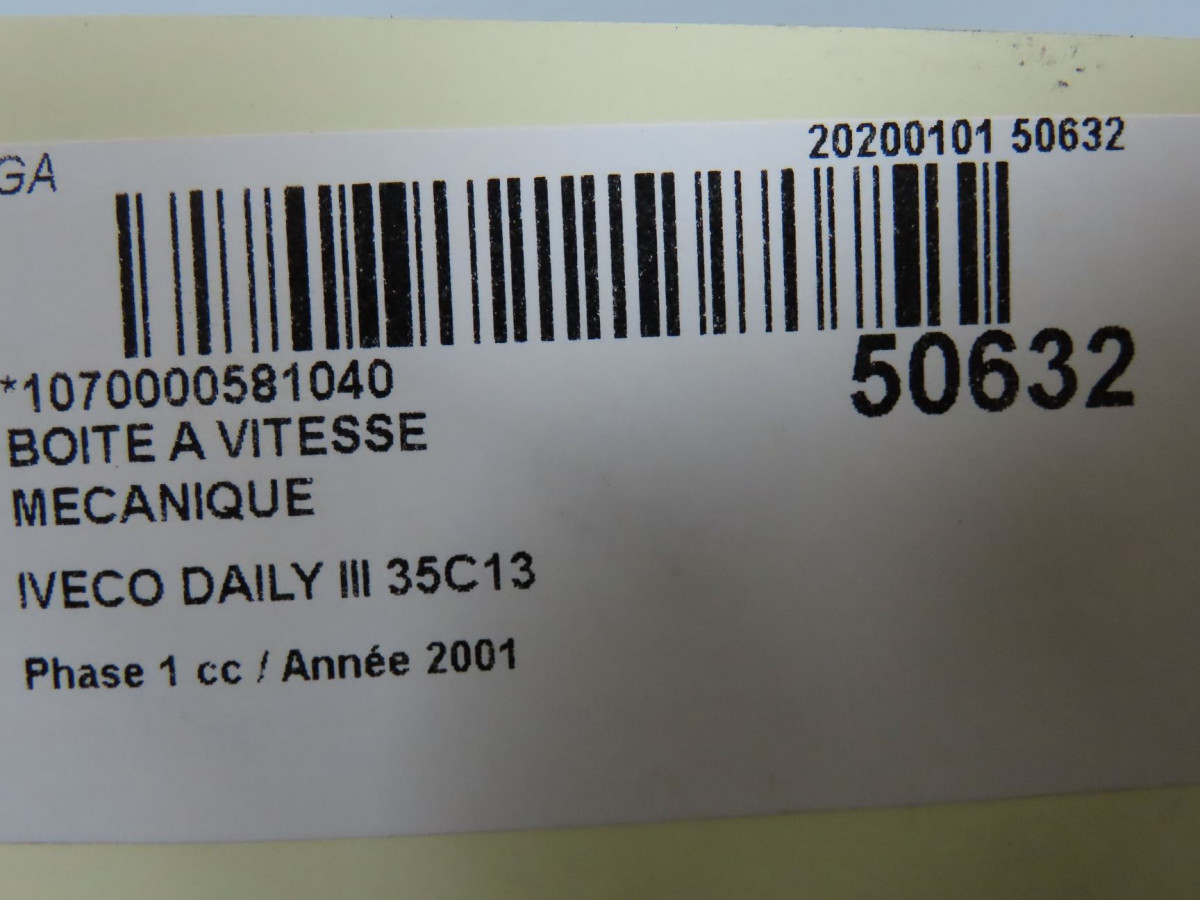 20200101 50632
GA
50632
*1070000581040
BOITE A VITESSE
MECANIQUE
IVECO DAILY III 35C13
Phase 1 cc / Année 2001